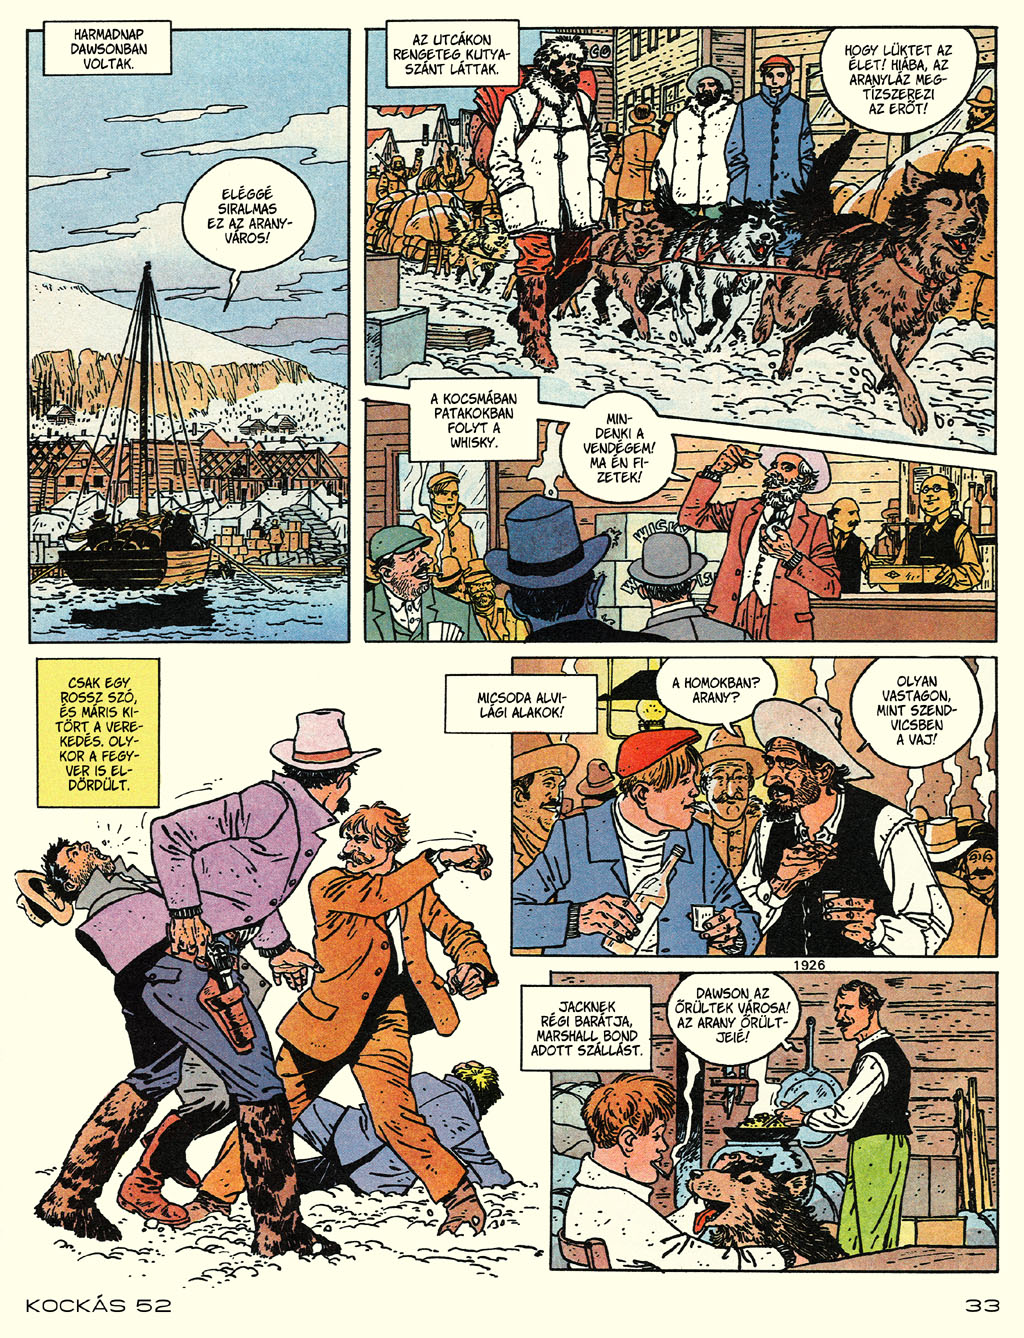 HARMADNAP
DAWSONBAN
VOLTAK.
ELÉGGÉ
SIRALMAS
EZ AZ ARANY-
VÁROS!
AZ UTCÁKON
RENGETEG KUTYA-
SZÁNT LÁTTAK.
HOGY LÜKTET AZ
ÉLET! HIÁBA, AZ
ARANYLÁZ MEG-
TÍZSZEREZI
AZ ERŐT!
A KOCSMÁBAN
PATAKOKBAN
FOLYT A
WHISKY.
MIN-
DENKI A
VENDÉGEM!
MA ÉN FI-
ZETEK!
CSAK EGY
ROSSZ SZÓ,
ÉS MÁRIS KI-
TÖRT A VERE-
KEDÉS. OLY-
KOR A FEGY-
VER IS EL-
DÖRDÜLT.
MICSODA ALVI-
LÁGI ALAKOK!
A HOMOKBAN?
ARANY?
OLYAN
VASTAGON,
MINT SZEND-
VICSBEN
A VAJ!
1926
JACKNEK
RÉGI BARÁTJA,
MARSHALL BOND
ADOTT SZÁLLÁST.
DAWSON AZ
ŐRÜLTEK VÁROSA!
AZ ARANY ŐRÜLT-
JEIÉ!
KOCKÁS 52
33